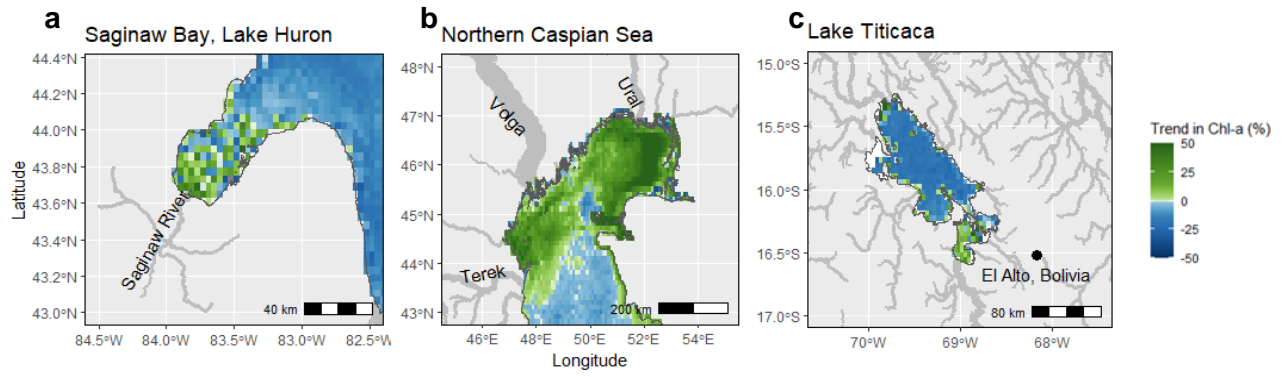 a
Saginaw Bay, Lake Huron
44.4°N
44.2°N
44.0°N
43.8°N
43.6°N
43.4°N
43.2°N
43.0°N
Latitude
Saginaw River
40 km
84.5°W
84.0°W
83.5°W
83.0°W
82.5°W
b
Northern Caspian Sea
48°N
47°N
46°N
45°N
44°N
43°N
Volga
Ural
Terek
200 km
46°E
48°E
50°E
52°E
54°E
Longitude
c
Lake Titicaca
15.0°S
15.5°S
16.0°S
16.5°S
17.0°S
El Alto, Bolivia
80 km
70°W
69°W
68°W
Trend in Chl-a (%)
50
25
0
-25
-50